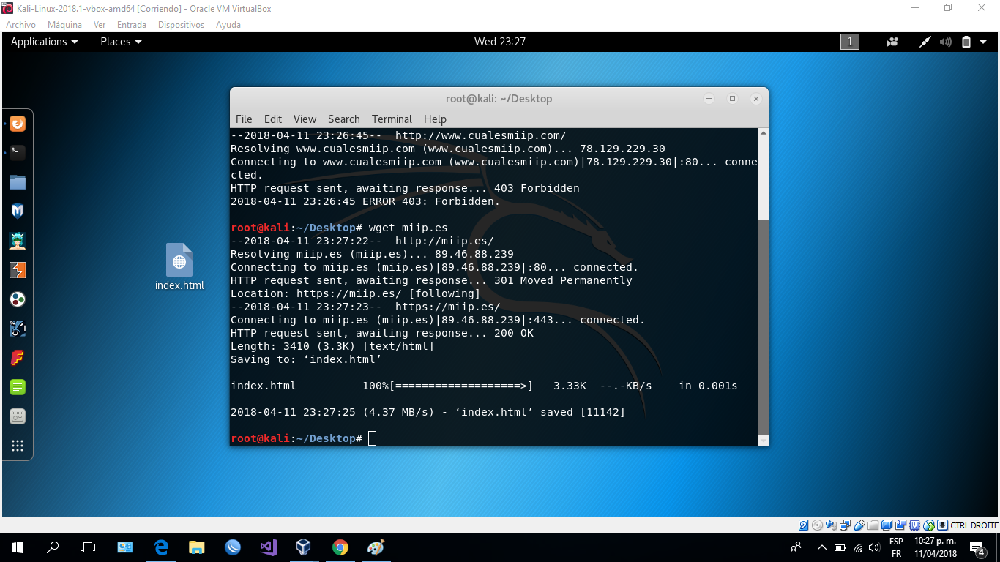 Kali-Linux-2018.1-vbox-amd64 [Corriendo] - Oracle VM VirtualBox
Archivo Máquina Ver Entrada Dispositivos Ayuda
Applications Places Wed 23:27 1
root@kali: ~/Desktop
File Edit View Search Terminal Help
--2018-04-11 23:26:45-- http://www.cualesmiip.com/
Resolving www.cualesmiip.com (www.cualesmiip.com)... 78.129.229.30
Connecting to www.cualesmiip.com (www.cualesmiip.com)|78.129.229.30|:80... conne
cted.
HTTP request sent, awaiting response... 403 Forbidden
2018-04-11 23:26:45 ERROR 403: Forbidden.
root@kali:~/Desktop# wget miip.es
--2018-04-11 23:27:22-- http://miip.es/
Resolving miip.es (miip.es)... 89.46.88.239
Connecting to miip.es (miip.es)|89.46.88.239|:80... connected.
HTTP request sent, awaiting response... 301 Moved Permanently
Location: https://miip.es/ [following]
--2018-04-11 23:27:23-- https://miip.es/
Connecting to miip.es (miip.es)|89.46.88.239|:443... connected.
HTTP request sent, awaiting response... 200 OK
Length: 3410 (3.3K) [text/html]
Saving to: ‘index.html’
index.html 100%[===================>] 3.33K --.-KB/s in 0.001s
2018-04-11 23:27:25 (4.37 MB/s) - ‘index.html’ saved [11142]
root@kali:~/Desktop#
index.html
CTRL DROITE
ESP
FR
10:27 p. m.
11/04/2018
4